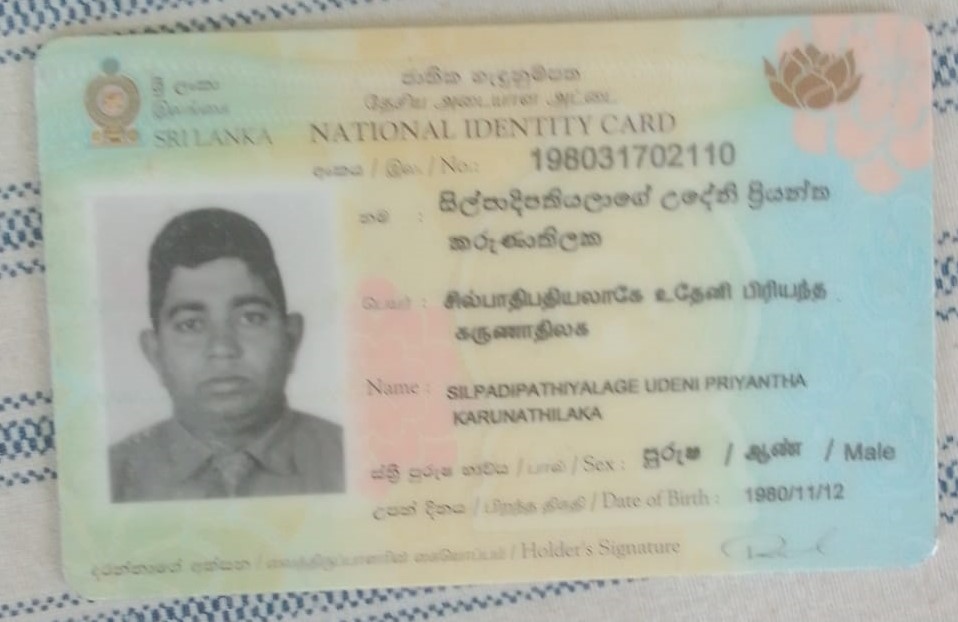 ශ්‍රී ලංකා
இலங்கை
SRI LANKA
ජාතික හැඳුනුම්පත
தேசிய அடையாள அட்டை
NATIONAL IDENTITY CARD
අංකය / இல. / No.: 198031702110
නම : සිල්පාදිපතියලාගේ උදේනි ප්‍රියන්ත
කරුණාතිලක
பெயர் : சில்பாதிபதியலாகே உதேனி பிரியந்த
கருணாதிலக
Name : SILPADIPATHIYALAGE UDENI PRIYANTHA
KARUNATHILAKA
ස්ත්‍රී පුරුෂ භාවය / பால் / Sex : පුරුෂ / ஆண் / Male
උපන් දිනය / பிறந்த திகதி / Date of Birth : 1980/11/12
දරන්නාගේ අත්සන / / Holder's Signature